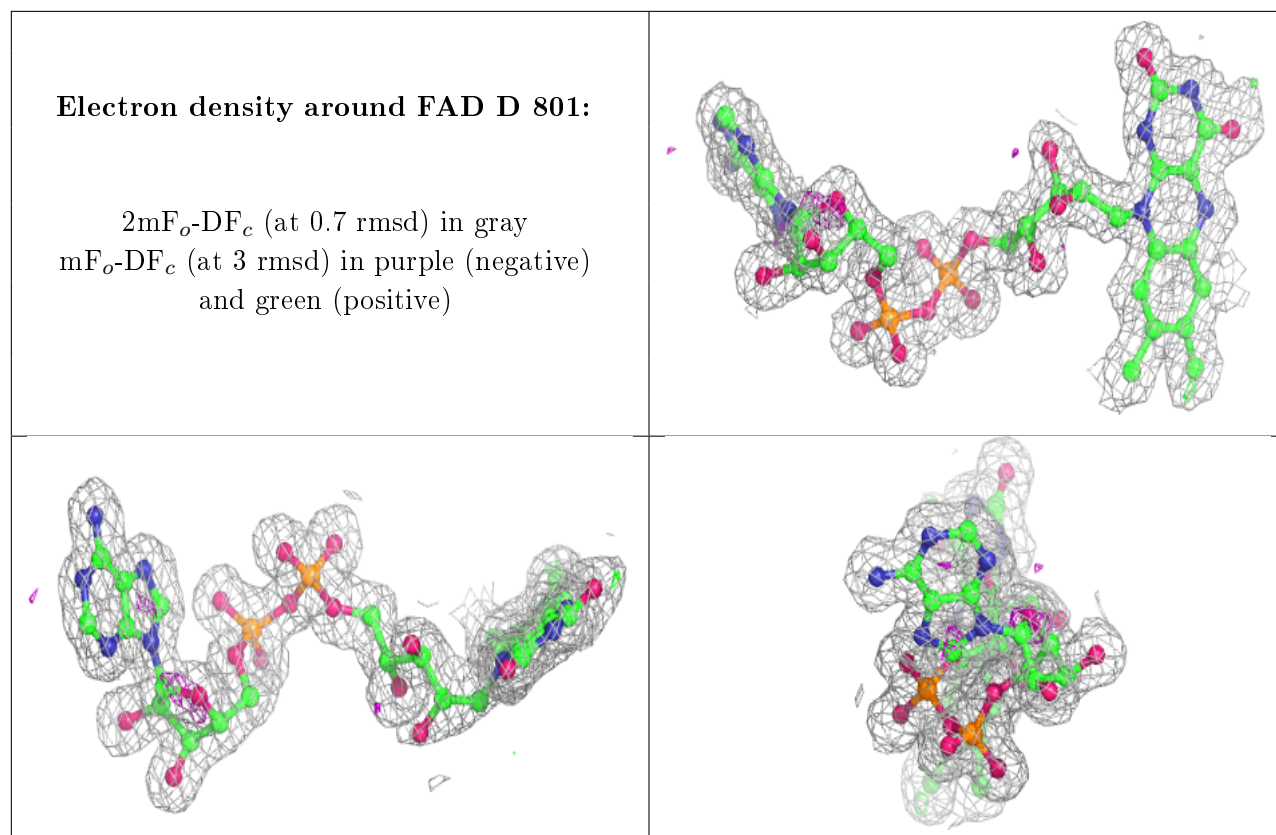 Electron density around FAD D 801:
2mFo-DFc (at 0.7 rmsd) in gray
mFo-DFc (at 3 rmsd) in purple (negative)
and green (positive)